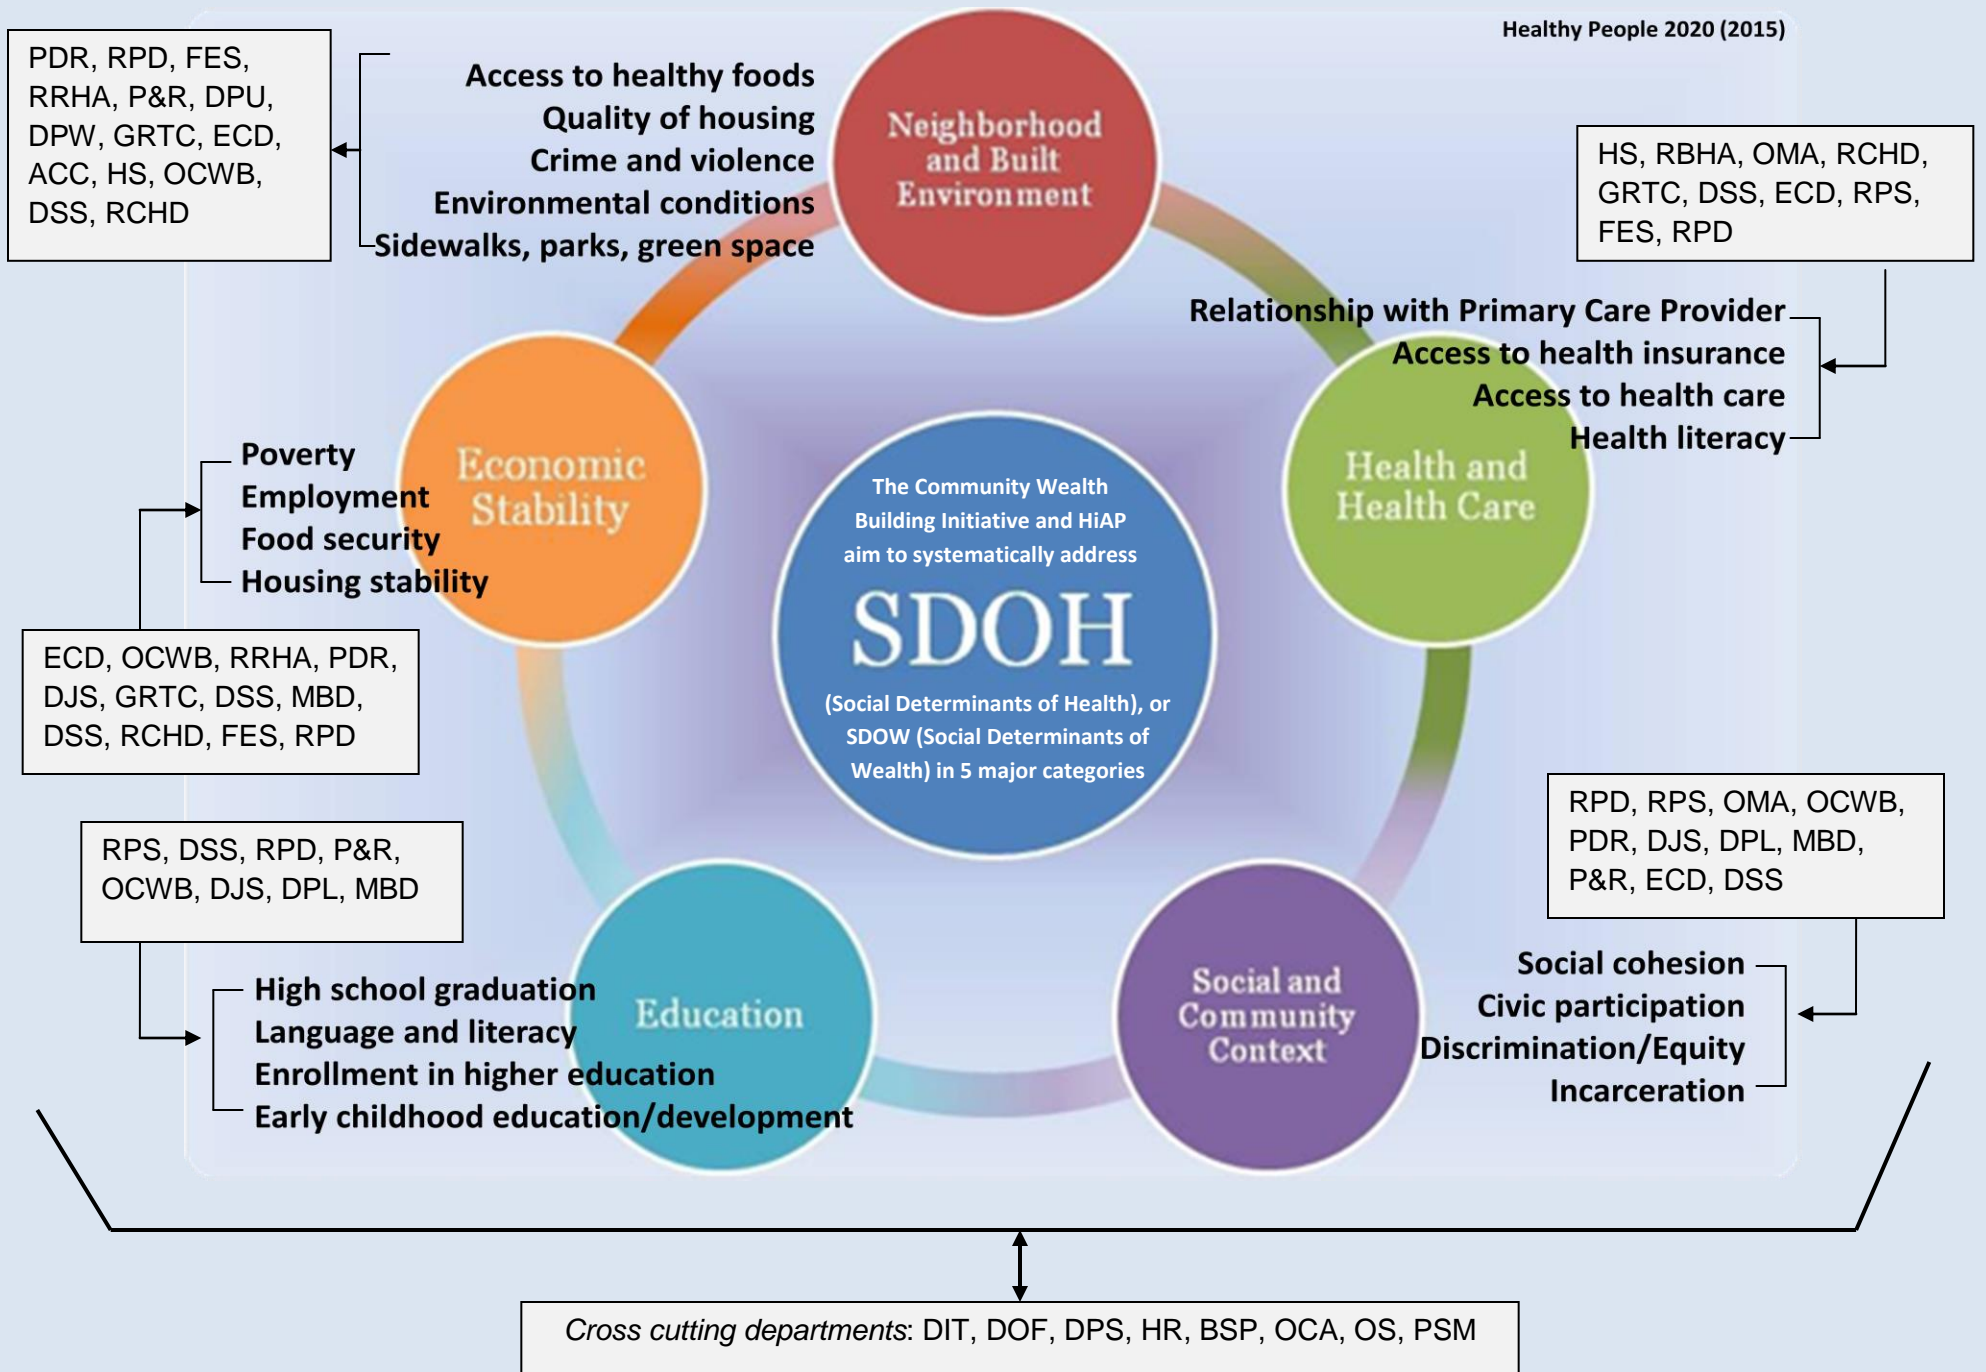 Healthy People 2020 (2015)
PDR, RPD, FES,
RRHA, P&R, DPU,
DPW, GRTC, ECD,
ACC, HS, OCWB,
DSS, RCHD
Access to healthy foods
Quality of housing
Crime and violence
Environmental conditions
Sidewalks, parks, green space
Neighborhood
and Built
Environment
HS, RBHA, OMA, RCHD,
GRTC, DSS, ECD, RPS,
FES, RPD
Relationship with Primary Care Provider
Access to health insurance
Access to health care
Health literacy
Health and
Health Care
Poverty
Employment
Food security
Housing stability
Economic
Stability
The Community Wealth
Building Initiative and HiAP
aim to systematically address
SDOH
(Social Determinants of Health), or
SDOW (Social Determinants of
Wealth) in 5 major categories
ECD, OCWB, RRHA, PDR,
DJS, GRTC, DSS, MBD,
DSS, RCHD, FES, RPD
RPS, DSS, RPD, P&R,
OCWB, DJS, DPL, MBD
High school graduation
Language and literacy
Enrollment in higher education
Early childhood education/development
Education
Social and
Community
Context
RPD, RPS, OMA, OCWB,
PDR, DJS, DPL, MBD,
P&R, ECD, DSS
Social cohesion
Civic participation
Discrimination/Equity
Incarceration
Cross cutting departments: DIT, DOF, DPS, HR, BSP, OCA, OS, PSM